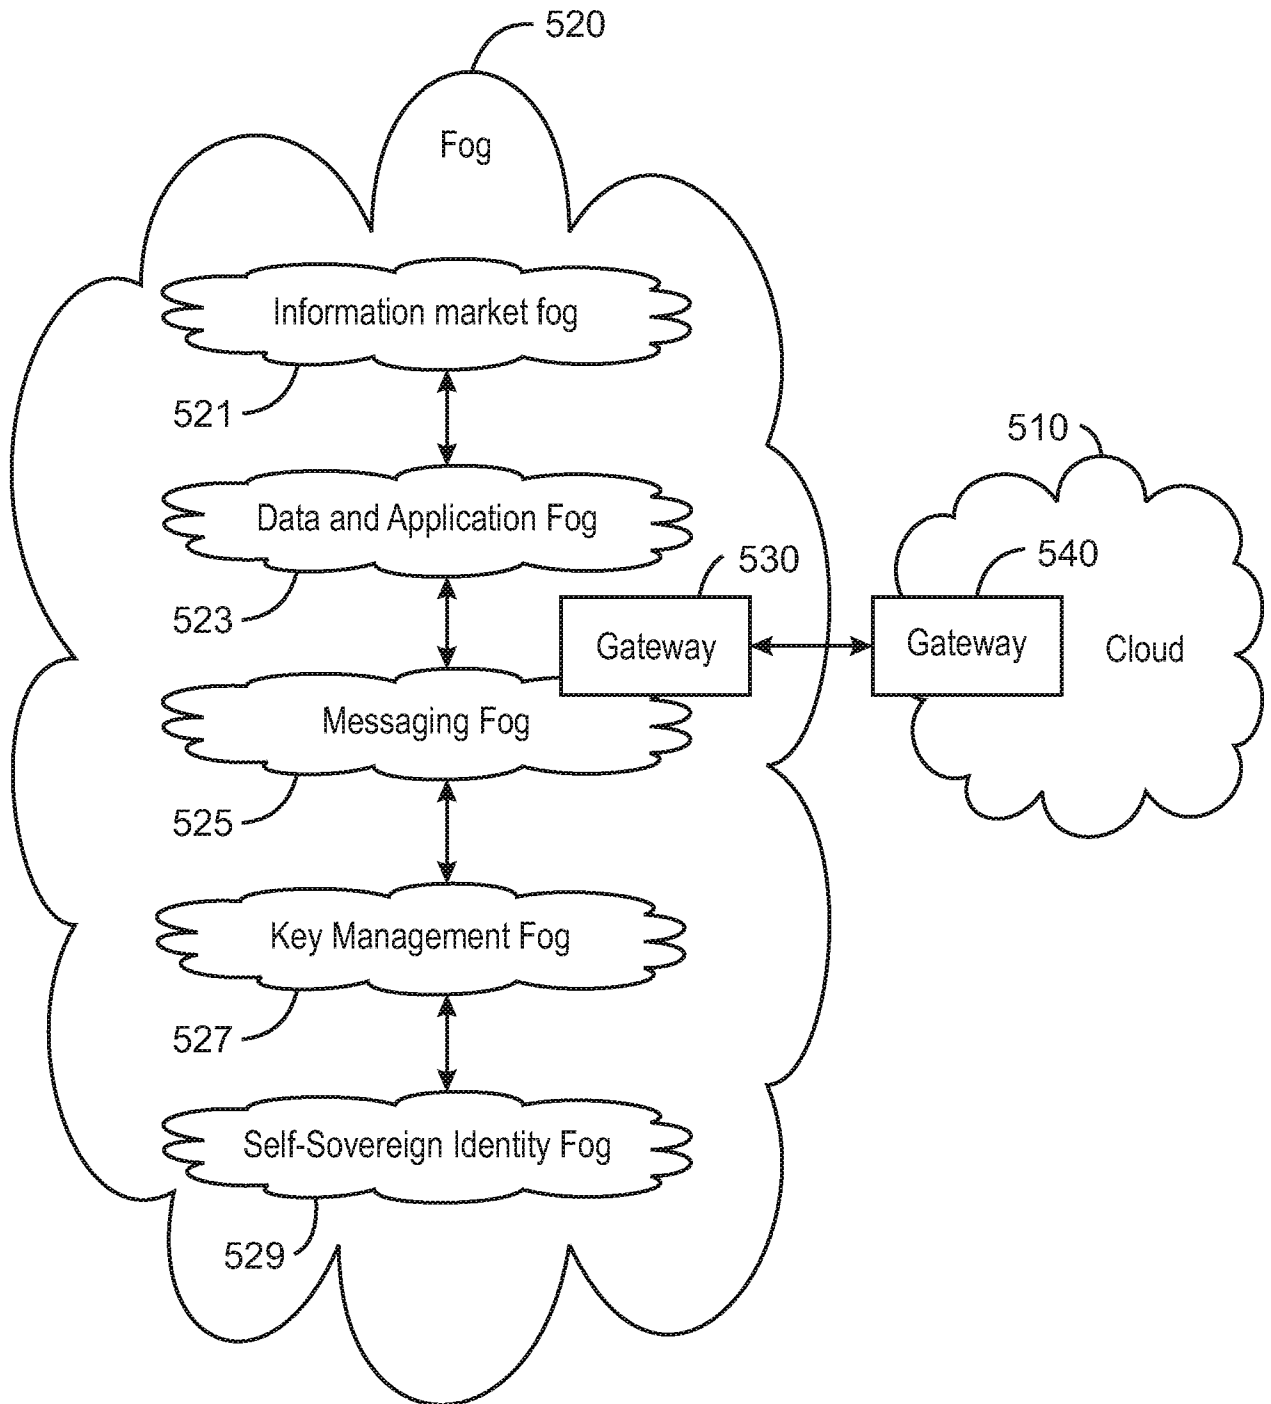 520
Fog
Information market fog
521
510
Data and Application Fog
530
540
523
Gateway
Gateway
Cloud
Messaging Fog
525
Key Management Fog
527
Self-Sovereign Identity Fog
529